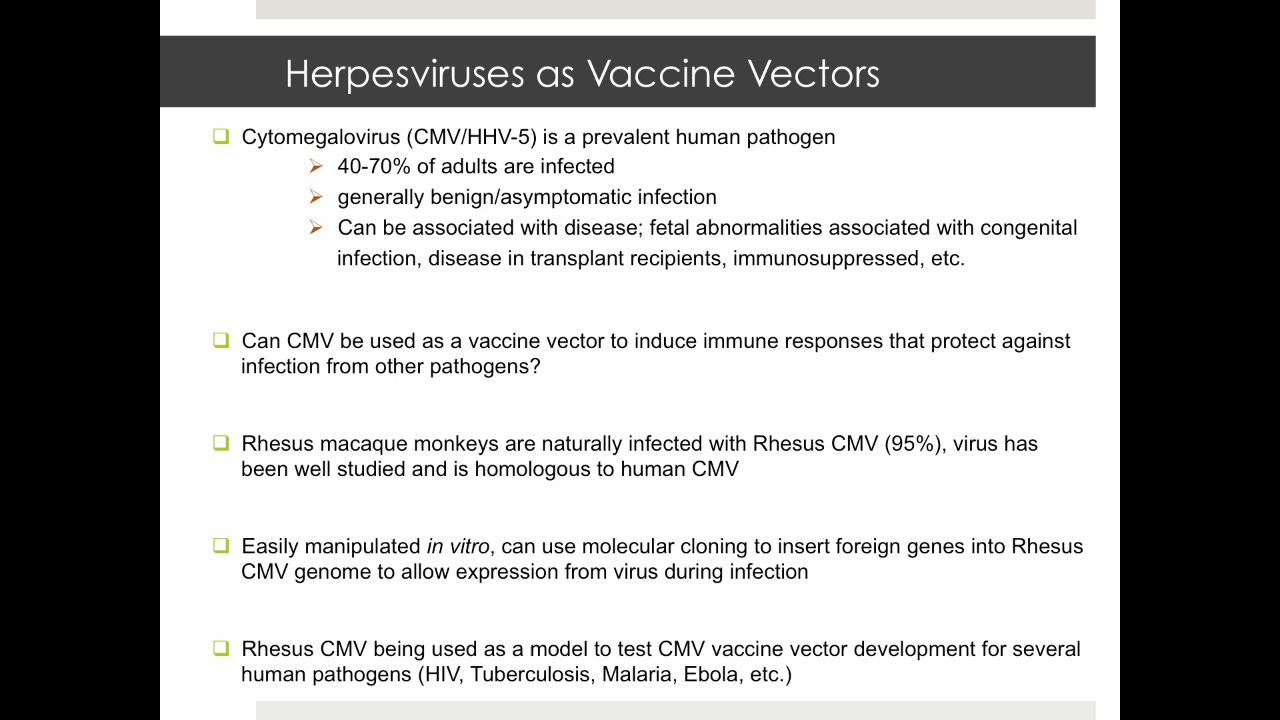 Herpesviruses as Vaccine Vectors
Cytomegalovirus (CMV/HHV-5) is a prevalent human pathogen
40-70% of adults are infected
generally benign/asymptomatic infection
Can be associated with disease; fetal abnormalities associated with congenital
infection, disease in transplant recipients, immunosuppressed, etc.
Can CMV be used as a vaccine vector to induce immune responses that protect against
infection from other pathogens?
Rhesus macaque monkeys are naturally infected with Rhesus CMV (95%), virus has
been well studied and is homologous to human CMV
Easily manipulated in vitro, can use molecular cloning to insert foreign genes into Rhesus
CMV genome to allow expression from virus during infection
Rhesus CMV being used as a model to test CMV vaccine vector development for several
human pathogens (HIV, Tuberculosis, Malaria, Ebola, etc.)